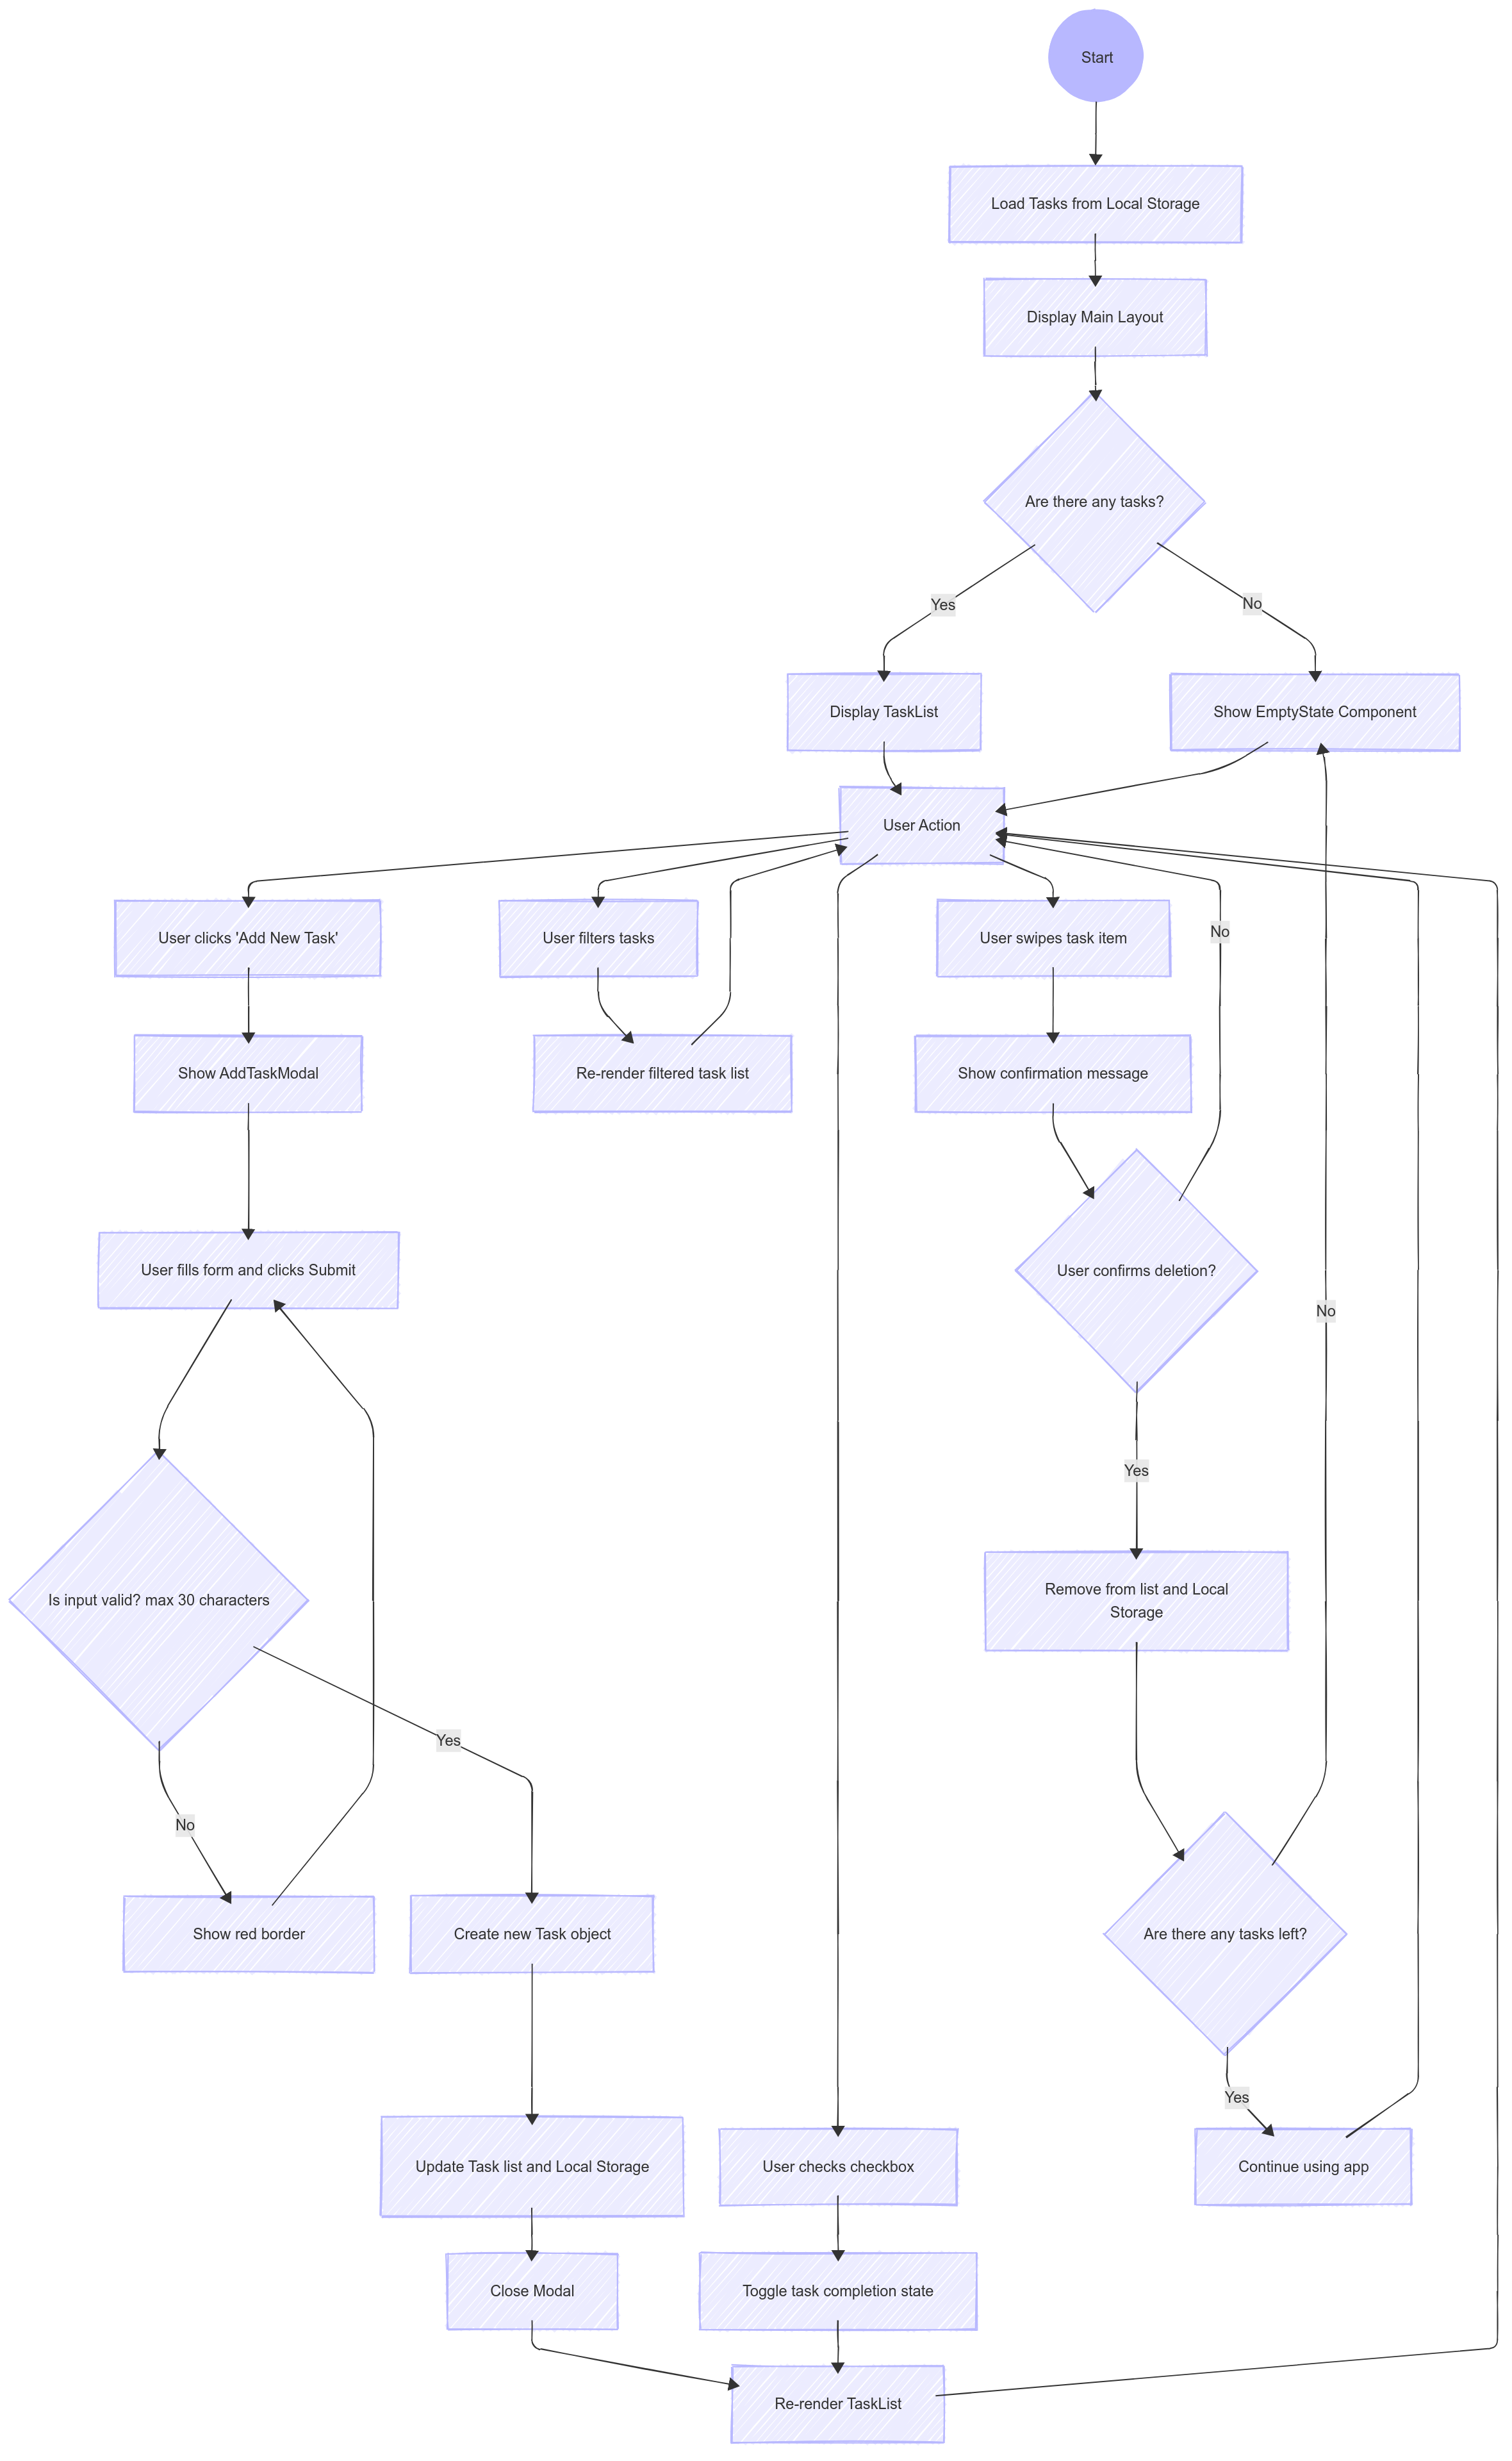 Start
Load Tasks from Local Storage
Display Main Layout
Are there any tasks?
Yes
No
Display TaskList
Show EmptyState Component
User Action
User clicks 'Add New Task'
User filters tasks
User swipes task item
No
Show AddTaskModal
Re-render filtered task list
Show confirmation message
User fills form and clicks Submit
User confirms deletion?
No
Yes
Is input valid? max 30 characters
Remove from list and Local
Storage
Yes
No
Show red border
Create new Task object
Are there any tasks left?
Yes
Update Task list and Local Storage
User checks checkbox
Continue using app
Close Modal
Toggle task completion state
Re-render TaskList